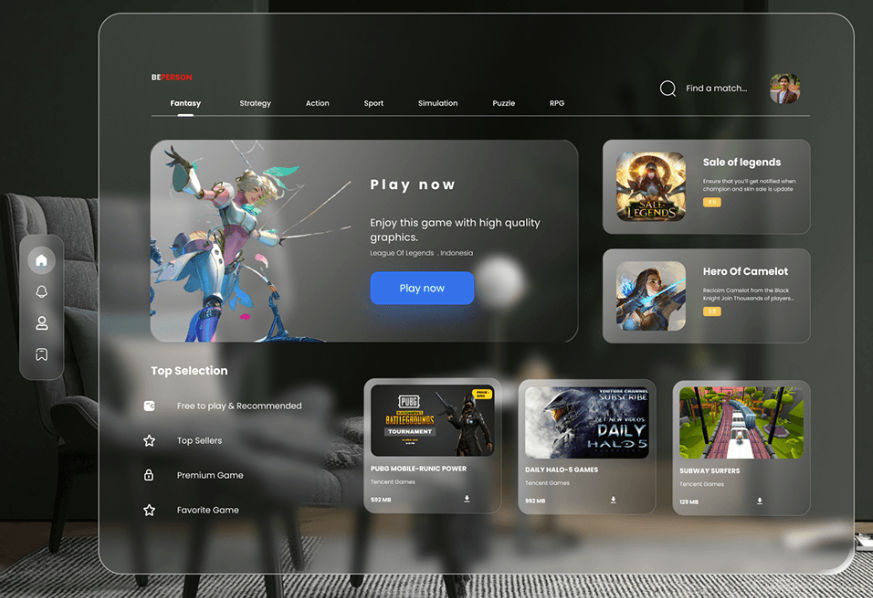 BEPERSON
Find a match...
Fantasy
Strategy
Action
Sport
Simulation
Puzzle
RPG
Play now
Enjoy this game with high quality
graphics.
League Of Legends . Indonesia
Play now
Sale of legends
Ensure that you'll get notified when
champion and skin sale is update
SALE
LEGENDS
Hero Of Camelot
Reclaim Camelot from the Black
Knight Join Thousands of players..
Top Selection
Free to play & Recommended
Top Sellers
Premium Game
Favorite Game
PUBG
BATTLEGROUNDS
TOURNAMENT
PUBG MOBILE-RUNIC POWER
Tencent Games
592 MB
YOUTUBE CHANNEL
SUBSCRIBE
GET NEW VIDEOS
DAILY
HALO 5
DAILY HALO-5 GAMES
Tencent Games
992 MB
SUBWAY SURFERS
Tencent Games
129 MB